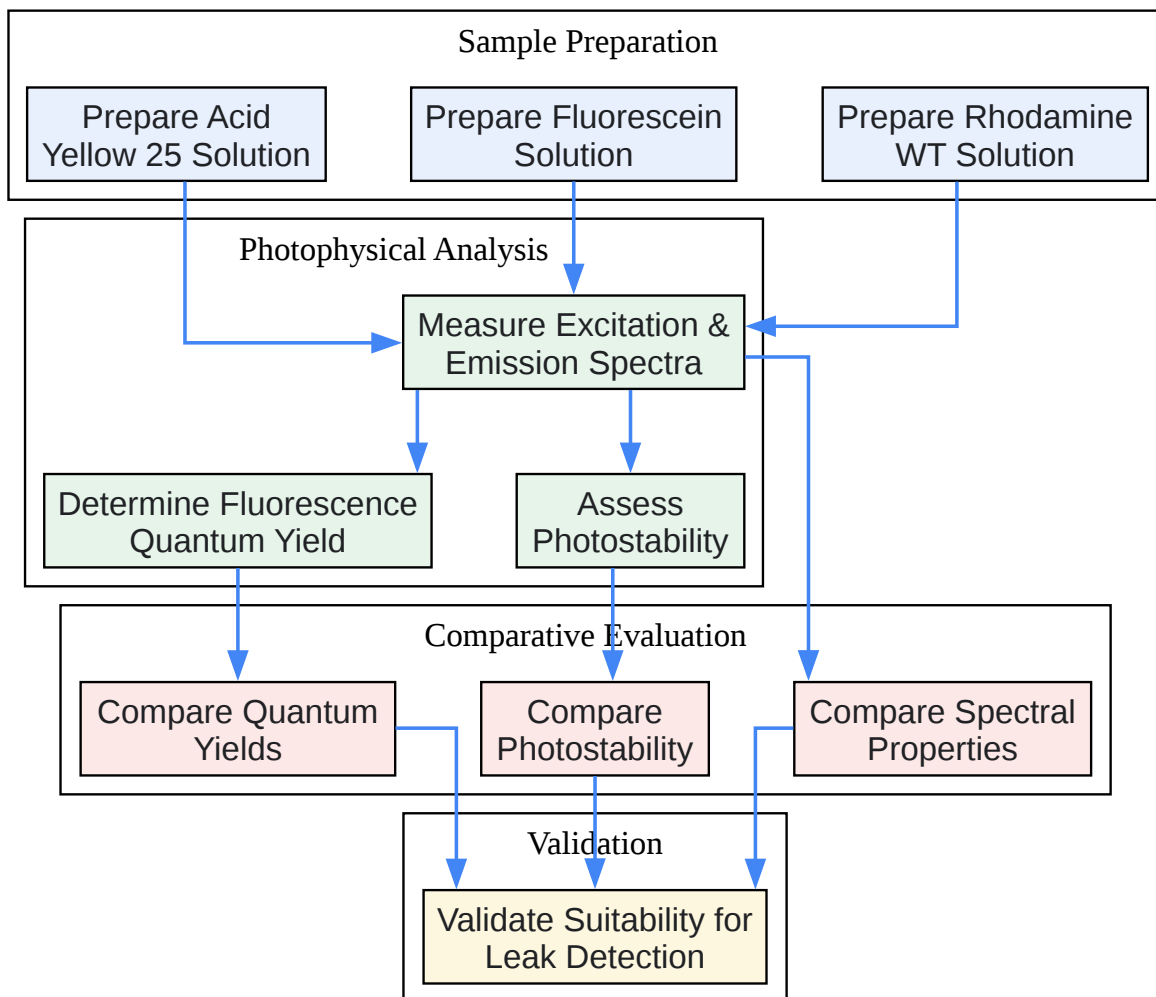 Sample Preparation
Prepare Acid
Yellow 25 Solution
Prepare Fluorescein
Solution
Prepare Rhodamine
WT Solution
Photophysical Analysis
Measure Excitation &
Emission Spectra
Determine Fluorescence
Quantum Yield
Assess
Photostability
Comparative Evaluation
Compare Quantum
Yields
Compare
Photostability
Compare Spectral
Properties
Validation
Validate Suitability for
Leak Detection